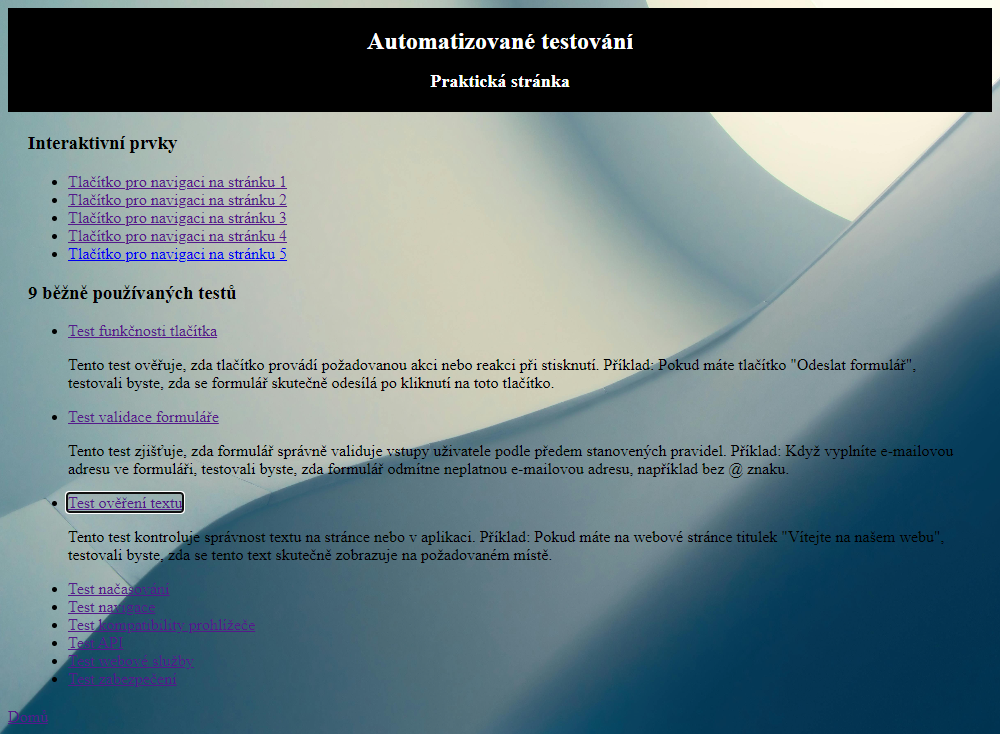 Automatizované testování
Praktická stránka
Interaktivní prvky
Tlačítko pro navigaci na stránku 1
Tlačítko pro navigaci na stránku 2
Tlačítko pro navigaci na stránku 3
Tlačítko pro navigaci na stránku 4
Tlačítko pro navigaci na stránku 5
9 běžně používaných testů
Test funkčnosti tlačítka
Tento test ověřuje, zda tlačítko provádí požadovanou akci nebo reakci při stisknutí. Příklad: Pokud máte tlačítko "Odeslat formulář",
testovali byste, zda se formulář skutečně odesílá po kliknutí na toto tlačítko.
Test validace formuláře
Tento test zjišťuje, zda formulář správně validuje vstupy uživatele podle předem stanovených pravidel. Příklad: Když vyplníte e-mailovou
adresu ve formuláři, testovali byste, zda formulář odmítne neplatnou e-mailovou adresu, například bez @ znaku.
Test ověření textu
Tento test kontroluje správnost textu na stránce nebo v aplikaci. Příklad: Pokud máte na webové stránce titulek "Vítejte na našem webu",
testovali byste, zda se tento text skutečně zobrazuje na požadovaném místě.
Test načasování
Test navigace
Test kompatibility prohlížeče
Test API
Test webové služby
Test zabezpečení
Domů